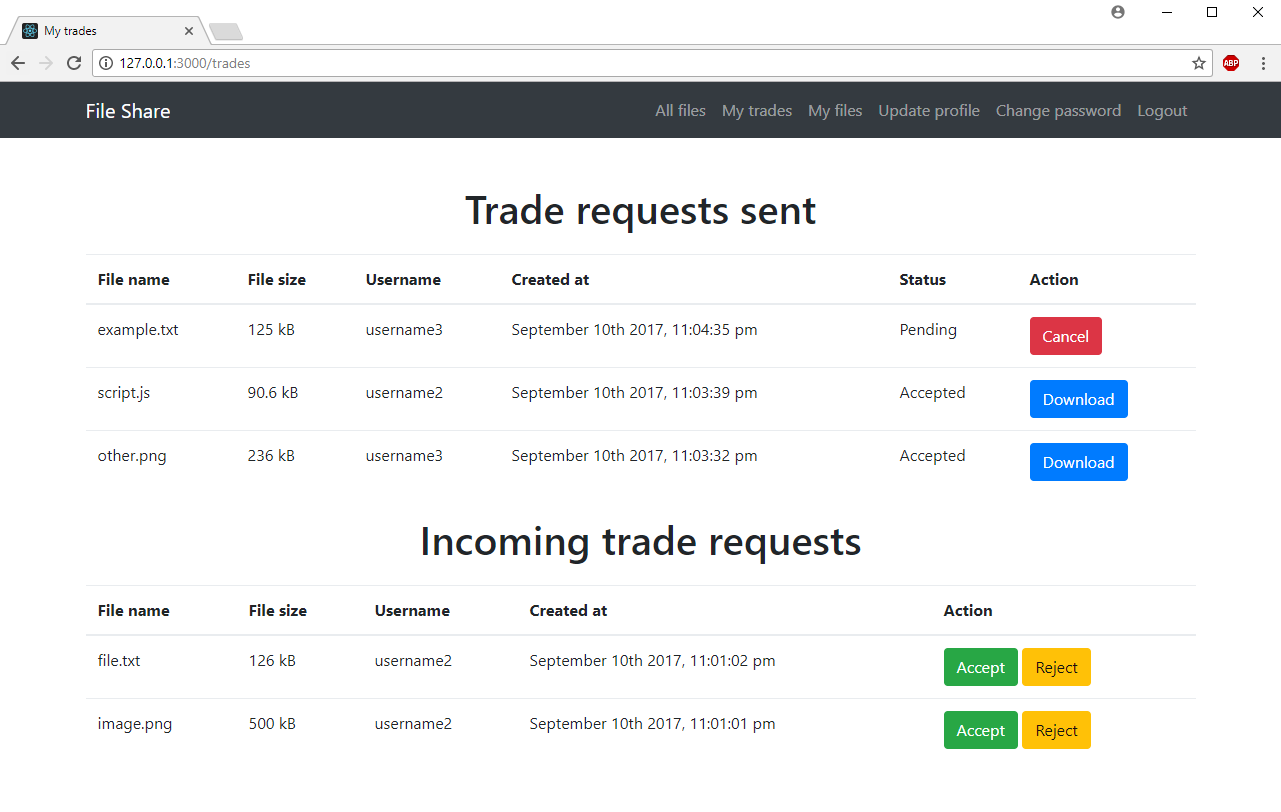 My trades
127.0.0.1:3000/trades
ABP
File Share All files My trades My files Update profile Change password Logout
Trade requests sent
File name File size Username Created at Status Action
example.txt 125 kB username3 September 10th 2017, 11:04:35 pm Pending Cancel
script.js 90.6 kB username2 September 10th 2017, 11:03:39 pm Accepted Download
other.png 236 kB username3 September 10th 2017, 11:03:32 pm Accepted Download
Incoming trade requests
File name File size Username Created at Action
file.txt 126 kB username2 September 10th 2017, 11:01:02 pm Accept Reject
image.png 500 kB username2 September 10th 2017, 11:01:01 pm Accept Reject